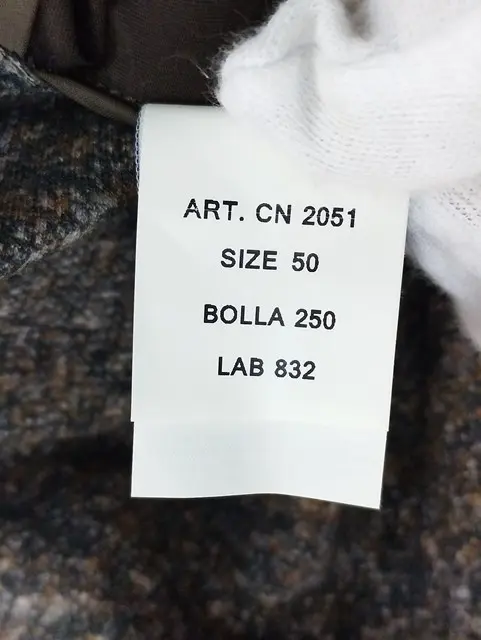 ART. CN 2051
SIZE 50
BOLLA 250
LAB 832